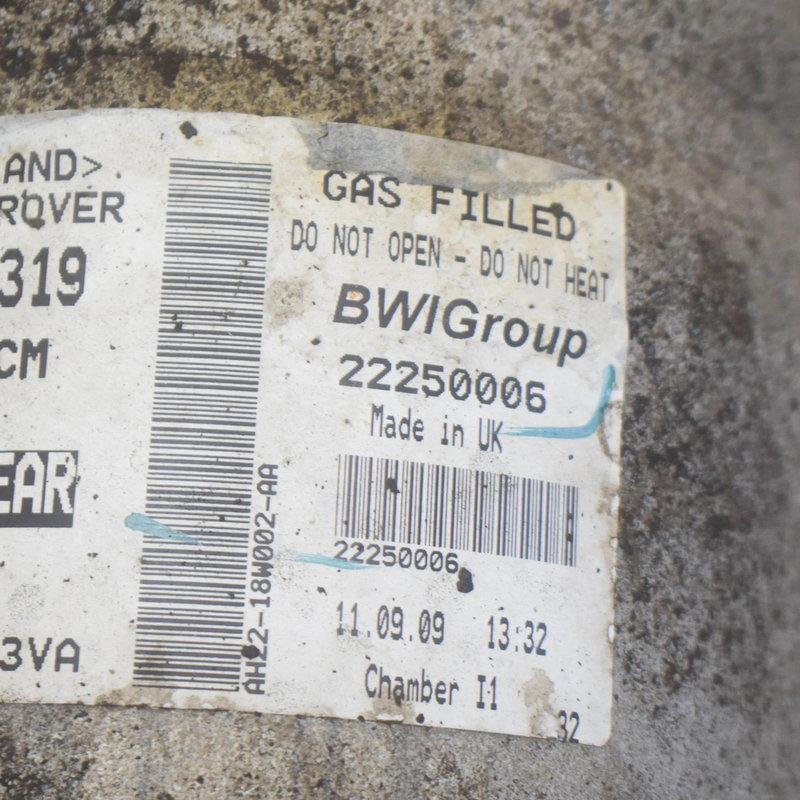 AND>
ROVER
319
CM
EAR
3VA
AH22-18W002-AA
GAS FILLED
DO NOT OPEN - DO NOT HEAT
BWIGroup
22250006
Made in UK
22250006
11.09.09 13:32
Chamber I1
32